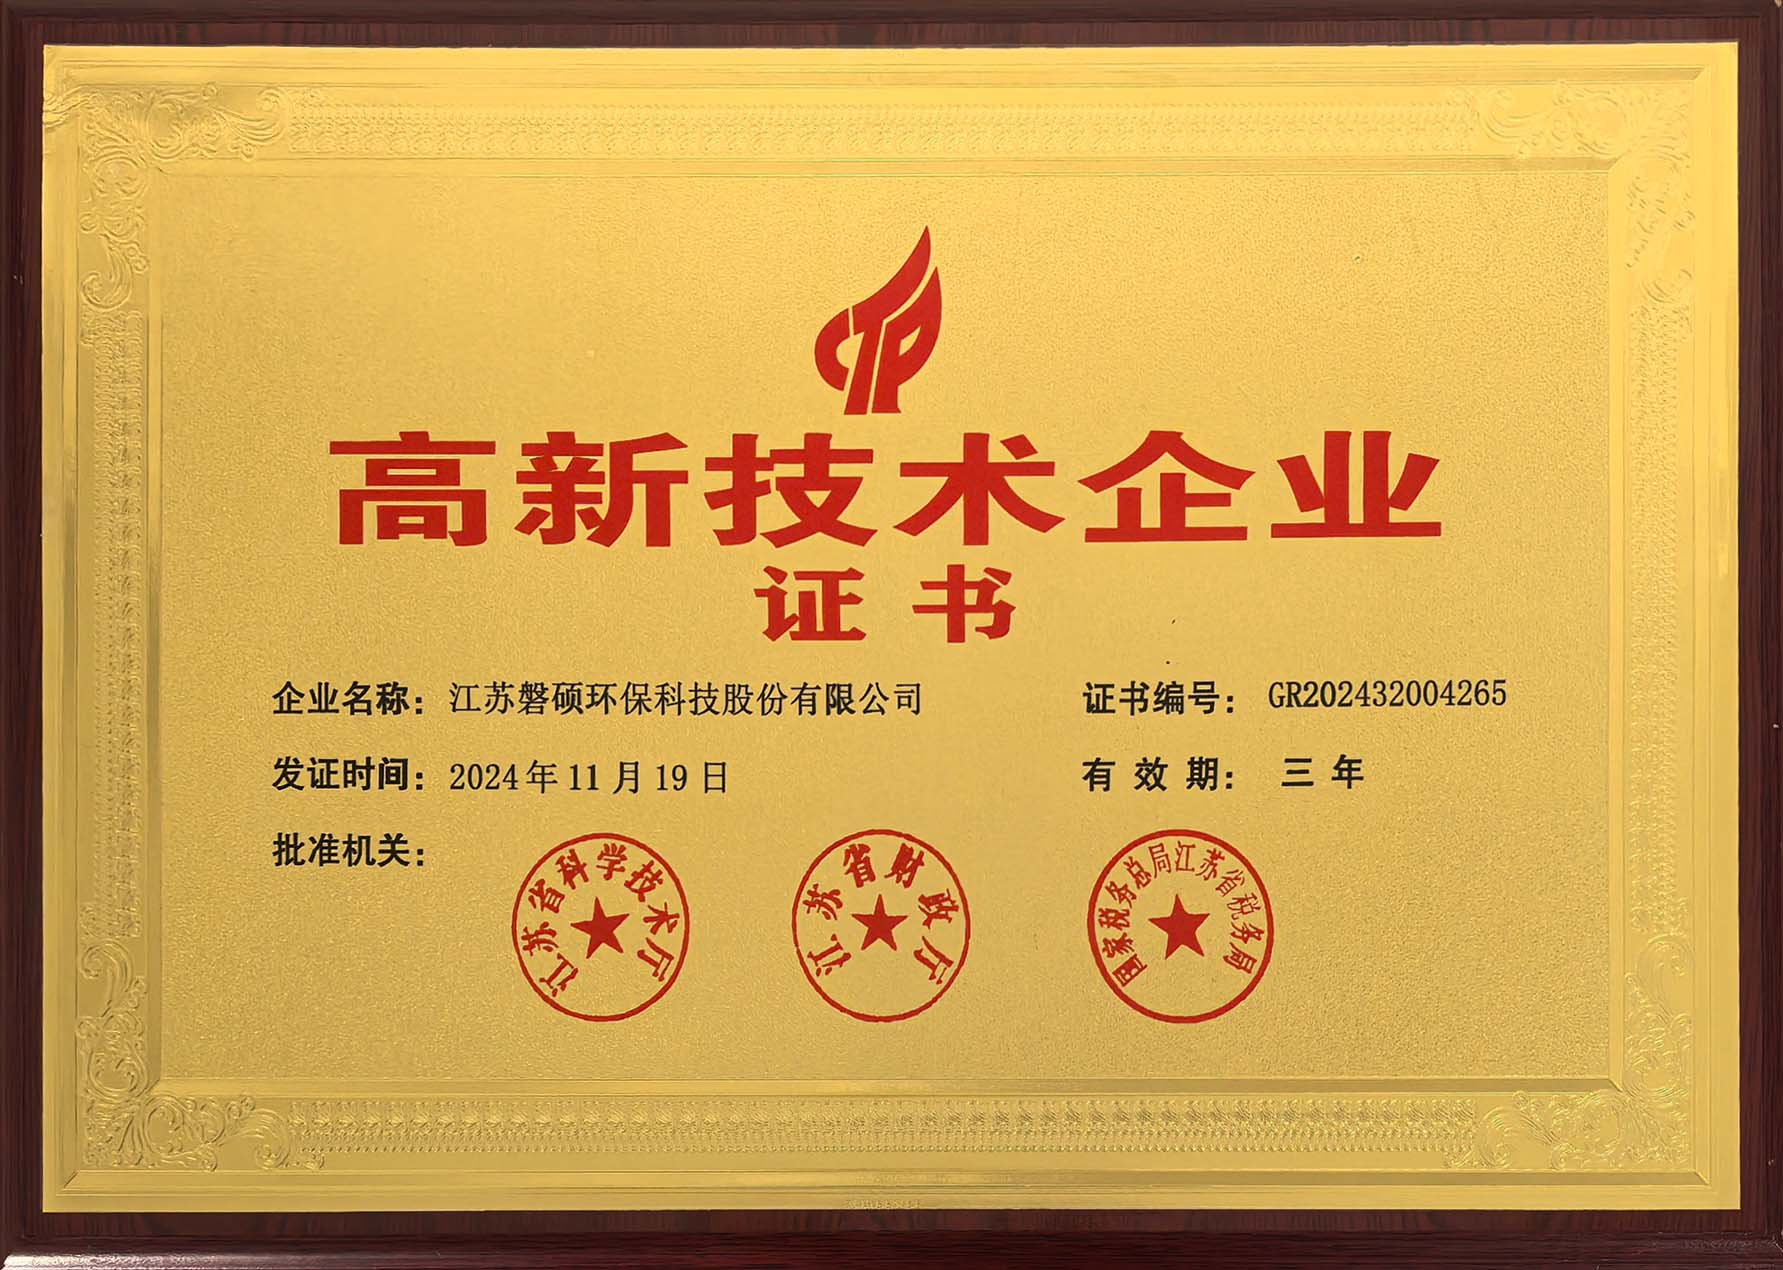 CTP
高新技术企业
证书
企业名称：江苏磐硕环保科技股份有限公司
证书编号：GR202432004265
发证时间：2024年11月19日
有效期：三年
批准机关：
江苏省科学技术厅
江苏省财政厅
国家税务总局江苏省税务局